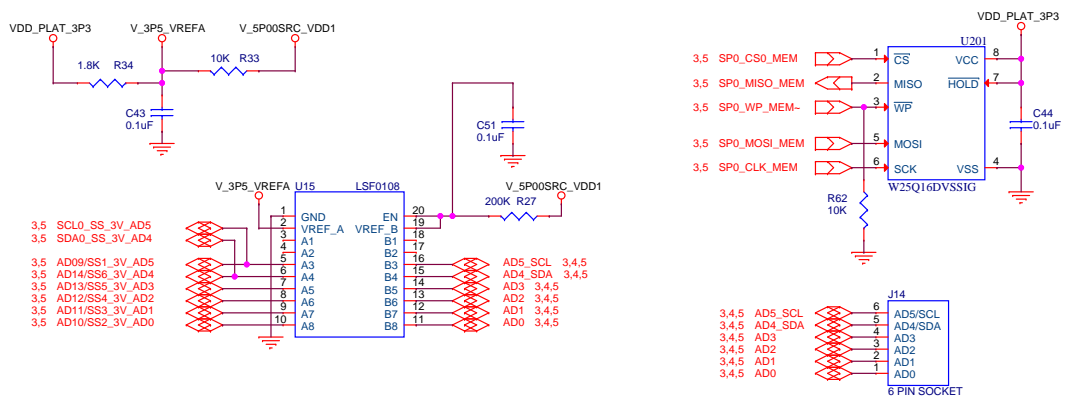 VDD_PLAT_3P3 V_3P5_VREFA V_5P00SRC_VDD1
1.8K R34 10K R33
C43
0.1uF
C51
0.1uF
V_3P5_VREFA U15 LSF0108 V_5P00SRC_VDD1
200K R27
1 GND EN 20
2 VREF_A VREF_B 19
3,5 SCL0_SS_3V_AD5 3 A1 B1 18
3,5 SDA0_SS_3V_AD4 4 A2 B2 17
3,5 AD09/SS1_3V_AD5 5 A3 B3 16 AD5_SCL 3,4,5
3,5 AD14/SS6_3V_AD4 6 A4 B4 15 AD4_SDA 3,4,5
3,5 AD13/SS5_3V_AD3 7 A5 B5 14 AD3 3,4,5
3,5 AD12/SS4_3V_AD2 8 A6 B6 13 AD2 3,4,5
3,5 AD11/SS3_3V_AD1 9 A7 B7 12 AD1 3,4,5
3,5 AD10/SS2_3V_AD0 10 A8 B8 11 AD0 3,4,5
VDD_PLAT_3P3
U201
3,5 SP0_CS0_MEM 1 CS VCC 8
3,5 SP0_MISO_MEM 2 MISO HOLD 7
3,5 SP0_WP_MEM~ 3 WP
3,5 SP0_MOSI_MEM 5 MOSI
3,5 SP0_CLK_MEM 6 SCK VSS 4
W25Q16DVSSIG
C44
0.1uF
R62
10K
J14
3,4,5 AD5_SCL 6 AD5/SCL
3,4,5 AD4_SDA 5 AD4/SDA
3,4,5 AD3 4 AD3
3,4,5 AD2 3 AD2
3,4,5 AD1 2 AD1
3,4,5 AD0 1 AD0
6 PIN SOCKET